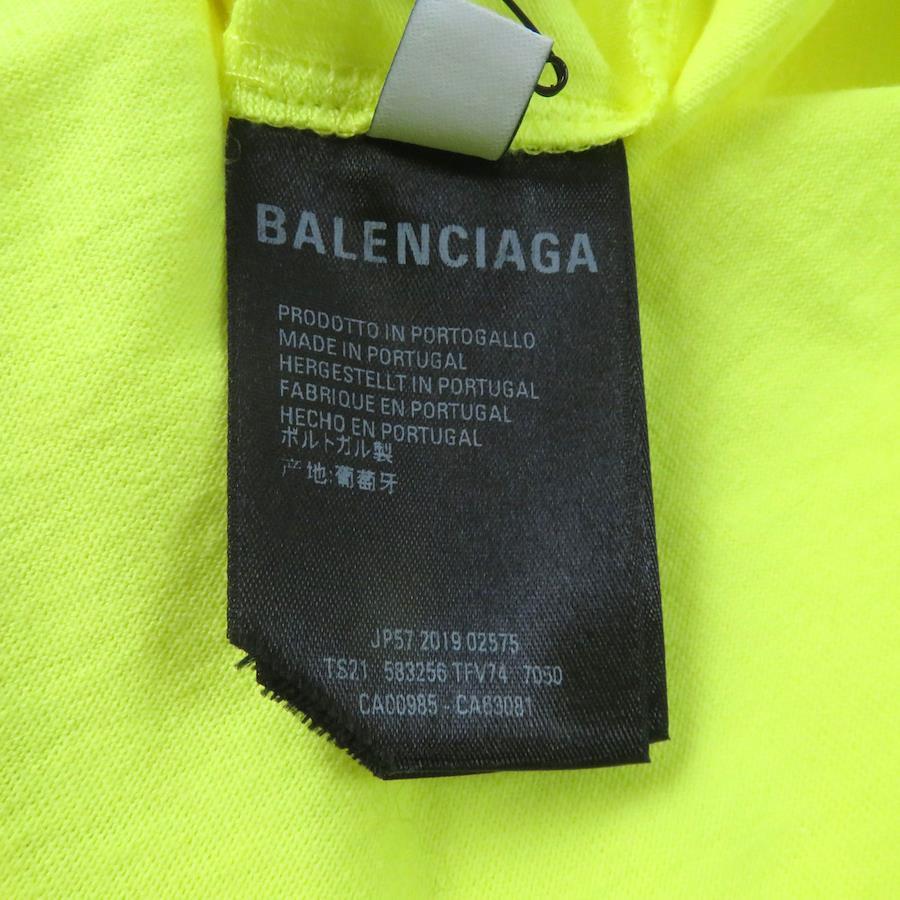 BALENCIAGA
PRODOTTO IN PORTOGALLO
MADE IN PORTUGAL
HERGESTELLT IN PORTUGAL
FABRIQUE EN PORTUGAL
HECHO EN PORTUGAL
ポルトガル製
产地:葡萄牙
JP57 2019 02575
TS21 583256 TFV74 7050
CA00985 - CA63081